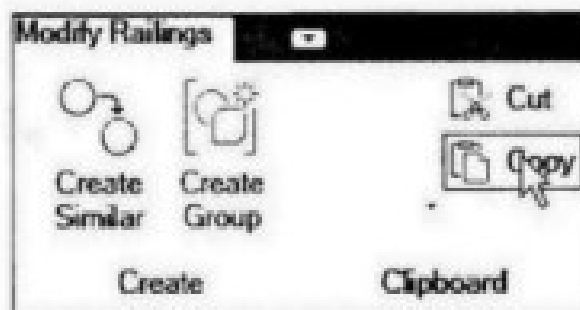 Modify Railings
Create Similar
Create Group
Cut
Copy
Create
Clipboard